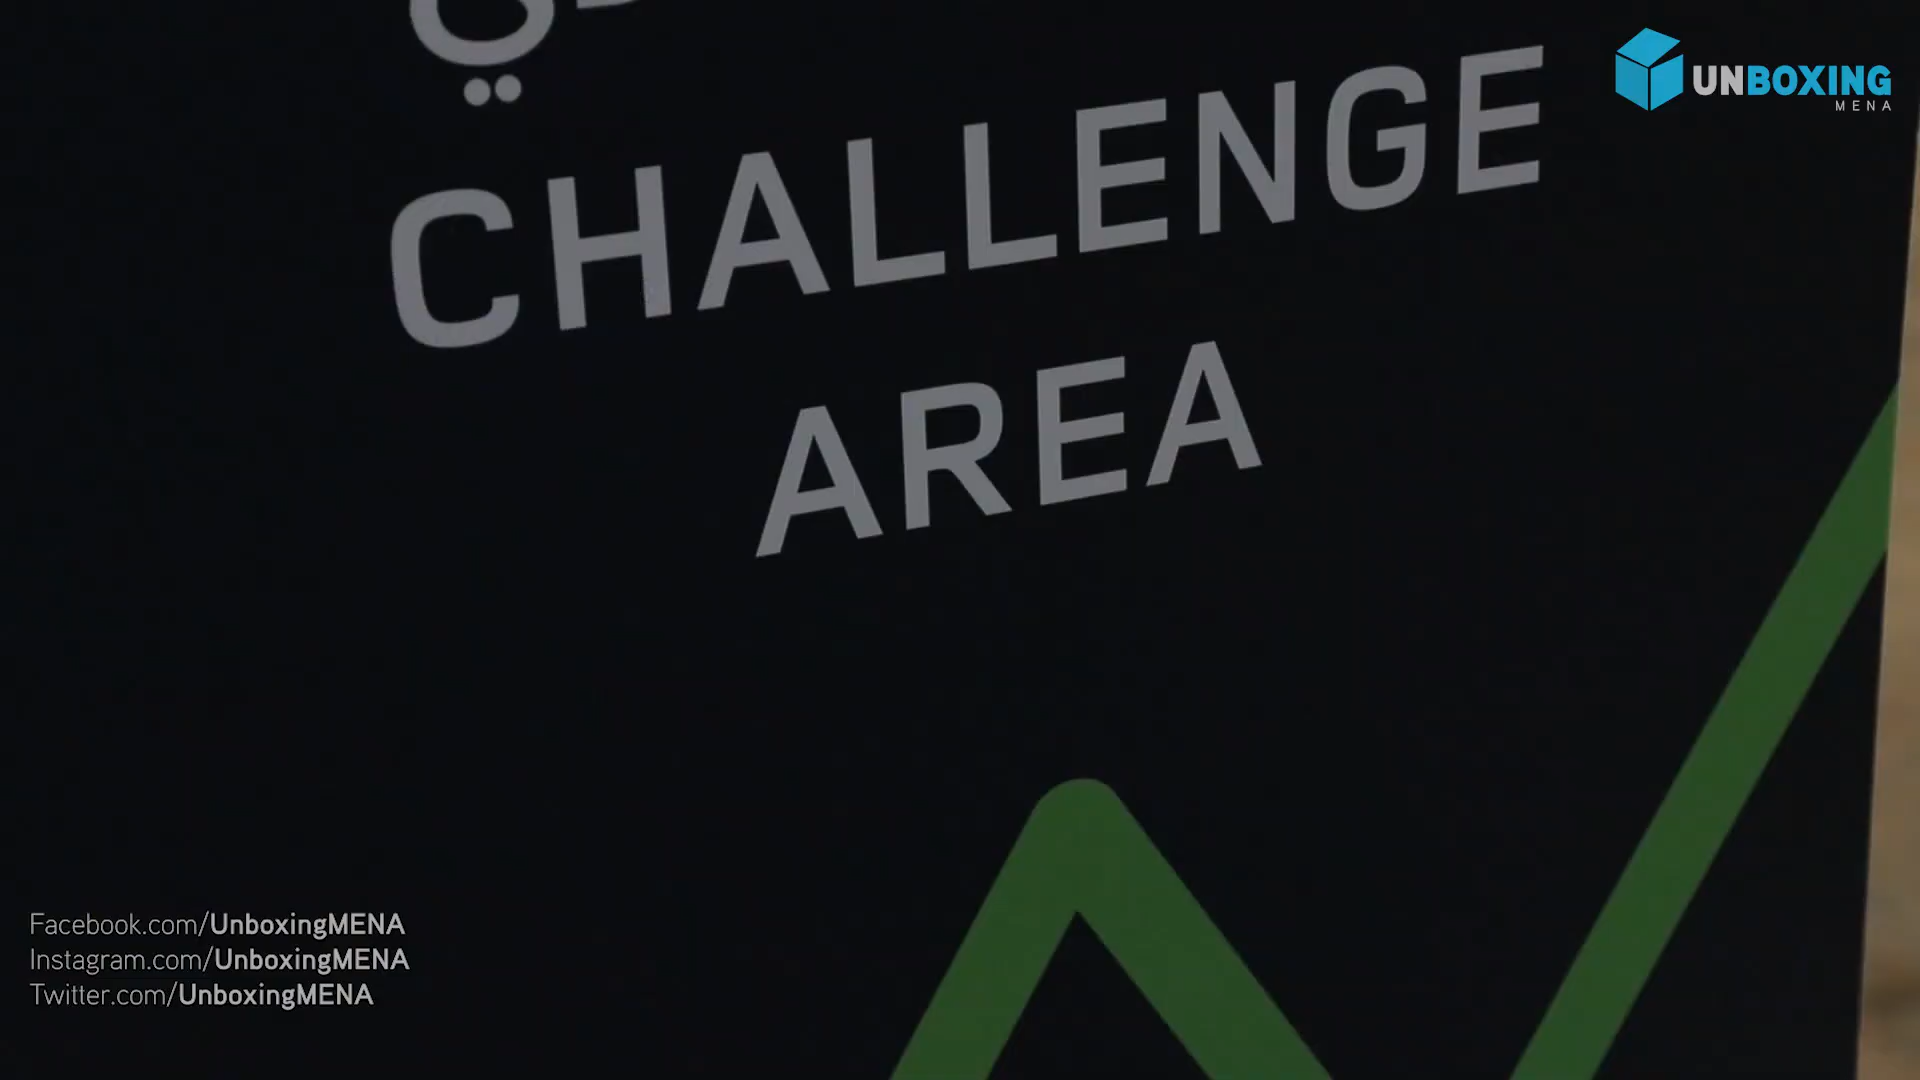 CHALLENGE
AREA
UNBOXING
MENA
Facebook.com/UnboxingMENA
Instagram.com/UnboxingMENA
Twitter.com/UnboxingMENA